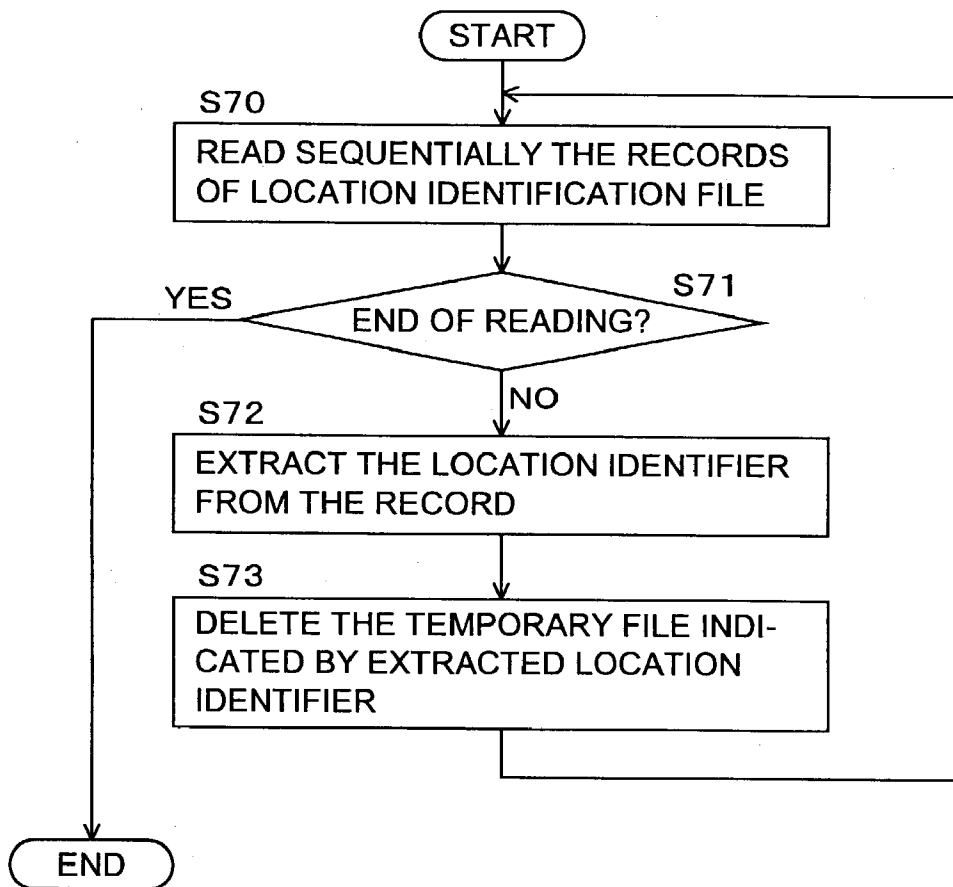 START
S70
READ SEQUENTIALLY THE RECORDS
OF LOCATION IDENTIFICATION FILE
YES
S71
END OF READING?
NO
S72
EXTRACT THE LOCATION IDENTIFIER
FROM THE RECORD
S73
DELETE THE TEMPORARY FILE INDI-
CATED BY EXTRACTED LOCATION
IDENTIFIER
END